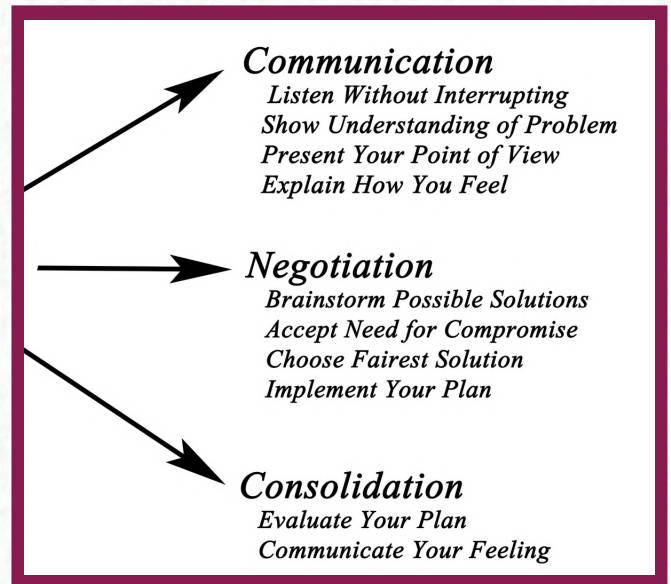 Communication
Listen Without Interrupting
Show Understanding of Problem
Present Your Point of View
Explain How You Feel
Negotiation
Brainstorm Possible Solutions
Accept Need for Compromise
Choose Fairest Solution
Implement Your Plan
Consolidation
Evaluate Your Plan
Communicate Your Feeling